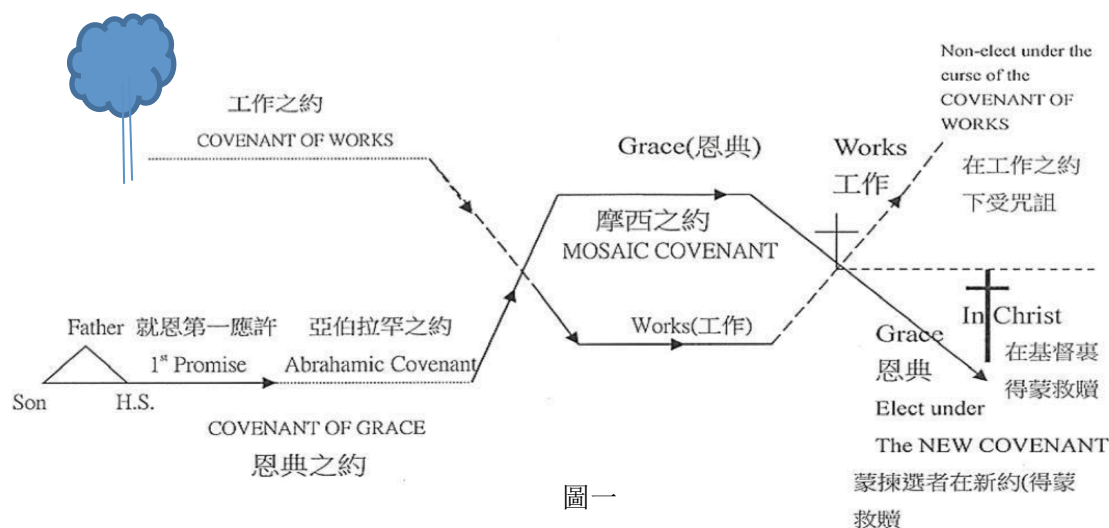 工作之約
COVENANT OF WORKS
Non-elect under the
curse of the
COVENANT OF
WORKS
Grace(恩典)
Works
工作
在工作之約
下受咒詛
摩西之約
MOSAIC COVENANT
Father
就恩第一應許
亞伯拉罕之約
1st Promise
Abrahamic Covenant
Works(工作)
Son
H.S.
COVENANT OF GRACE
恩典之約
In Christ
在基督裏
得蒙救贖
Grace
恩典
Elect under
The NEW COVENANT
蒙揀選者在新約(得蒙
救贖
圖一